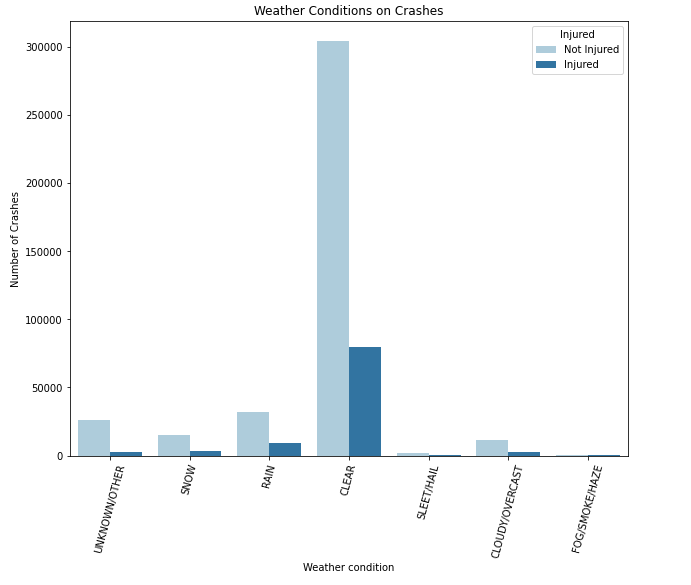 Weather Conditions on Crashes
Injured
Not Injured
Injured
Number of Crashes
300000
250000
200000
150000
100000
50000
0
UNKNOWN/OTHER
SNOW
RAIN
CLEAR
SLEET/HAIL
CLOUDY/OVERCAST
FOG/SMOKE/HAZE
Weather condition